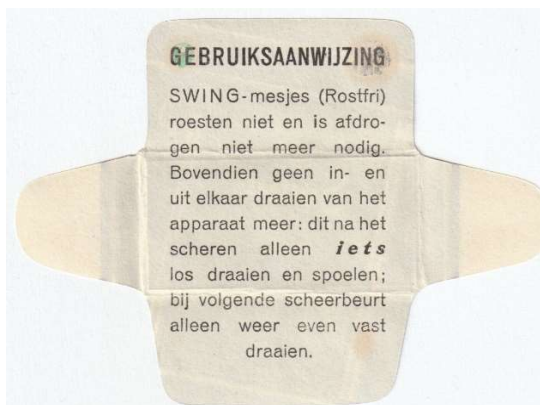 GEBRUIKSAANWIJZING
SWING-mesjes (Rostfri)
roesten niet en is afdro-
gen niet meer nodig.
Bovendien geen in- en
uit elkaar draaien van het
apparaat meer: dit na het
scheren alleen iets
los draaien en spoelen;
bij volgende scheerbeurt
alleen weer even vast
draaien.